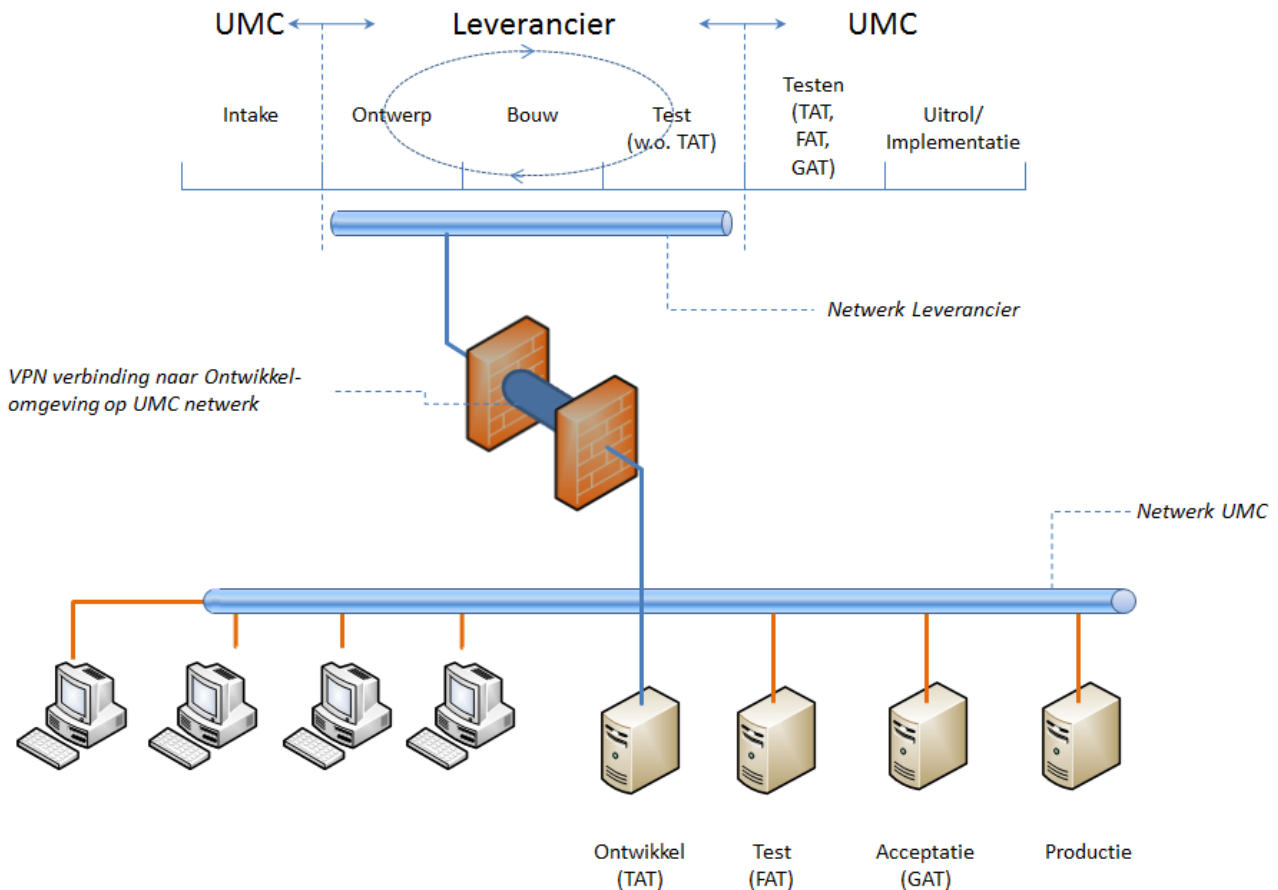 UMC
Leverancier
UMC
Intake
Ontwerp
Bouw
Test
(w.o. TAT)
Testen
(TAT,
FAT,
GAT)
Uitrol/
Implementatie
Netwerk Leverancier
VPN verbinding naar Ontwikkel-
omgeving op UMC netwerk
Netwerk UMC
Ontwikkel
(TAT)
Test
(FAT)
Acceptatie
(GAT)
Productie